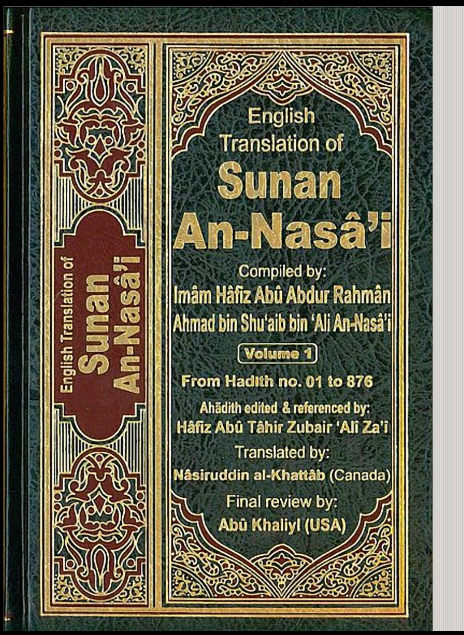 English Translation of
Sunan
An-Nasâ'i
English
Translation of
Sunan
An-Nasâ'i
Compiled by:
Imâm Hâfiz Abû Abdur Rahmân
Ahmad bin Shu'aib bin 'Ali An-Nasâ'i
Volume 1
From Hadith no. 01 to 876
Ahādith edited & referenced by:
Hâfiz Abû Tâhir Zubair 'Alî Za'î
Translated by:
Nâsiruddin al-Khattâb (Canada)
Final review by:
Abû Khaliyl (USA)